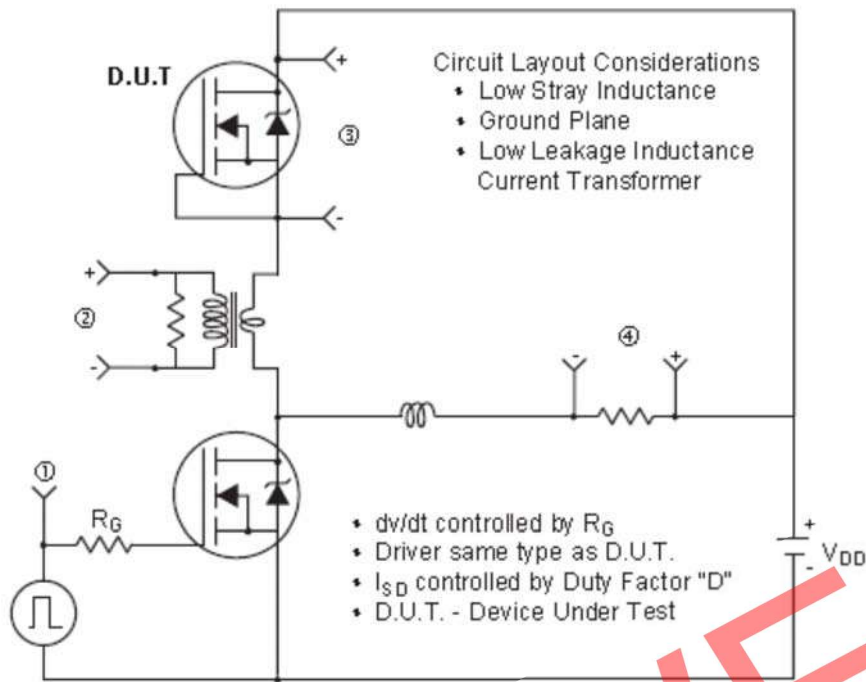 D.U.T
+
③
-
Circuit Layout Considerations
• Low Stray Inductance
• Ground Plane
• Low Leakage Inductance
Current Transformer
+
②
-
④
-
+
①
RG
• dv/dt controlled by RG
• Driver same type as D.U.T.
• ISD controlled by Duty Factor "D"
• D.U.T. - Device Under Test
+
-
VDD